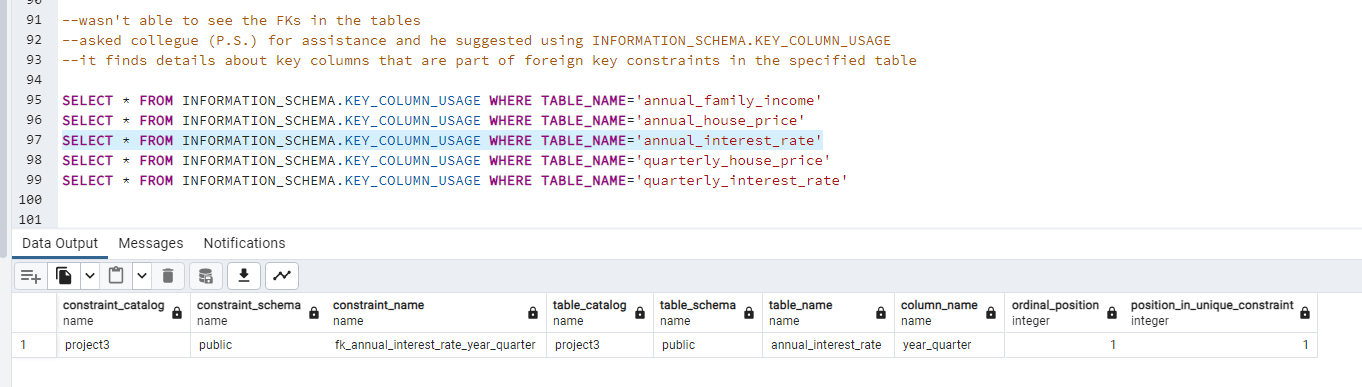 90
91 --wasn't able to see the FKs in the tables
92 --asked collegue (P.S.) for assistance and he suggested using INFORMATION_SCHEMA.KEY_COLUMN_USAGE
93 --it finds details about key columns that are part of foreign key constraints in the specified table
94
95 SELECT * FROM INFORMATION_SCHEMA.KEY_COLUMN_USAGE WHERE TABLE_NAME='annual_family_income'
96 SELECT * FROM INFORMATION_SCHEMA.KEY_COLUMN_USAGE WHERE TABLE_NAME='annual_house_price'
97 SELECT * FROM INFORMATION_SCHEMA.KEY_COLUMN_USAGE WHERE TABLE_NAME='annual_interest_rate'
98 SELECT * FROM INFORMATION_SCHEMA.KEY_COLUMN_USAGE WHERE TABLE_NAME='quarterly_house_price'
99 SELECT * FROM INFORMATION_SCHEMA.KEY_COLUMN_USAGE WHERE TABLE_NAME='quarterly_interest_rate'
100
101
Data Output Messages Notifications
constraint_catalog constraint_schema constraint_name table_catalog table_schema table_name column_name ordinal_position position_in_unique_constraint
name name name name name name name integer integer
1 project3 public fk_annual_interest_rate_year_quarter project3 public annual_interest_rate year_quarter 1 1